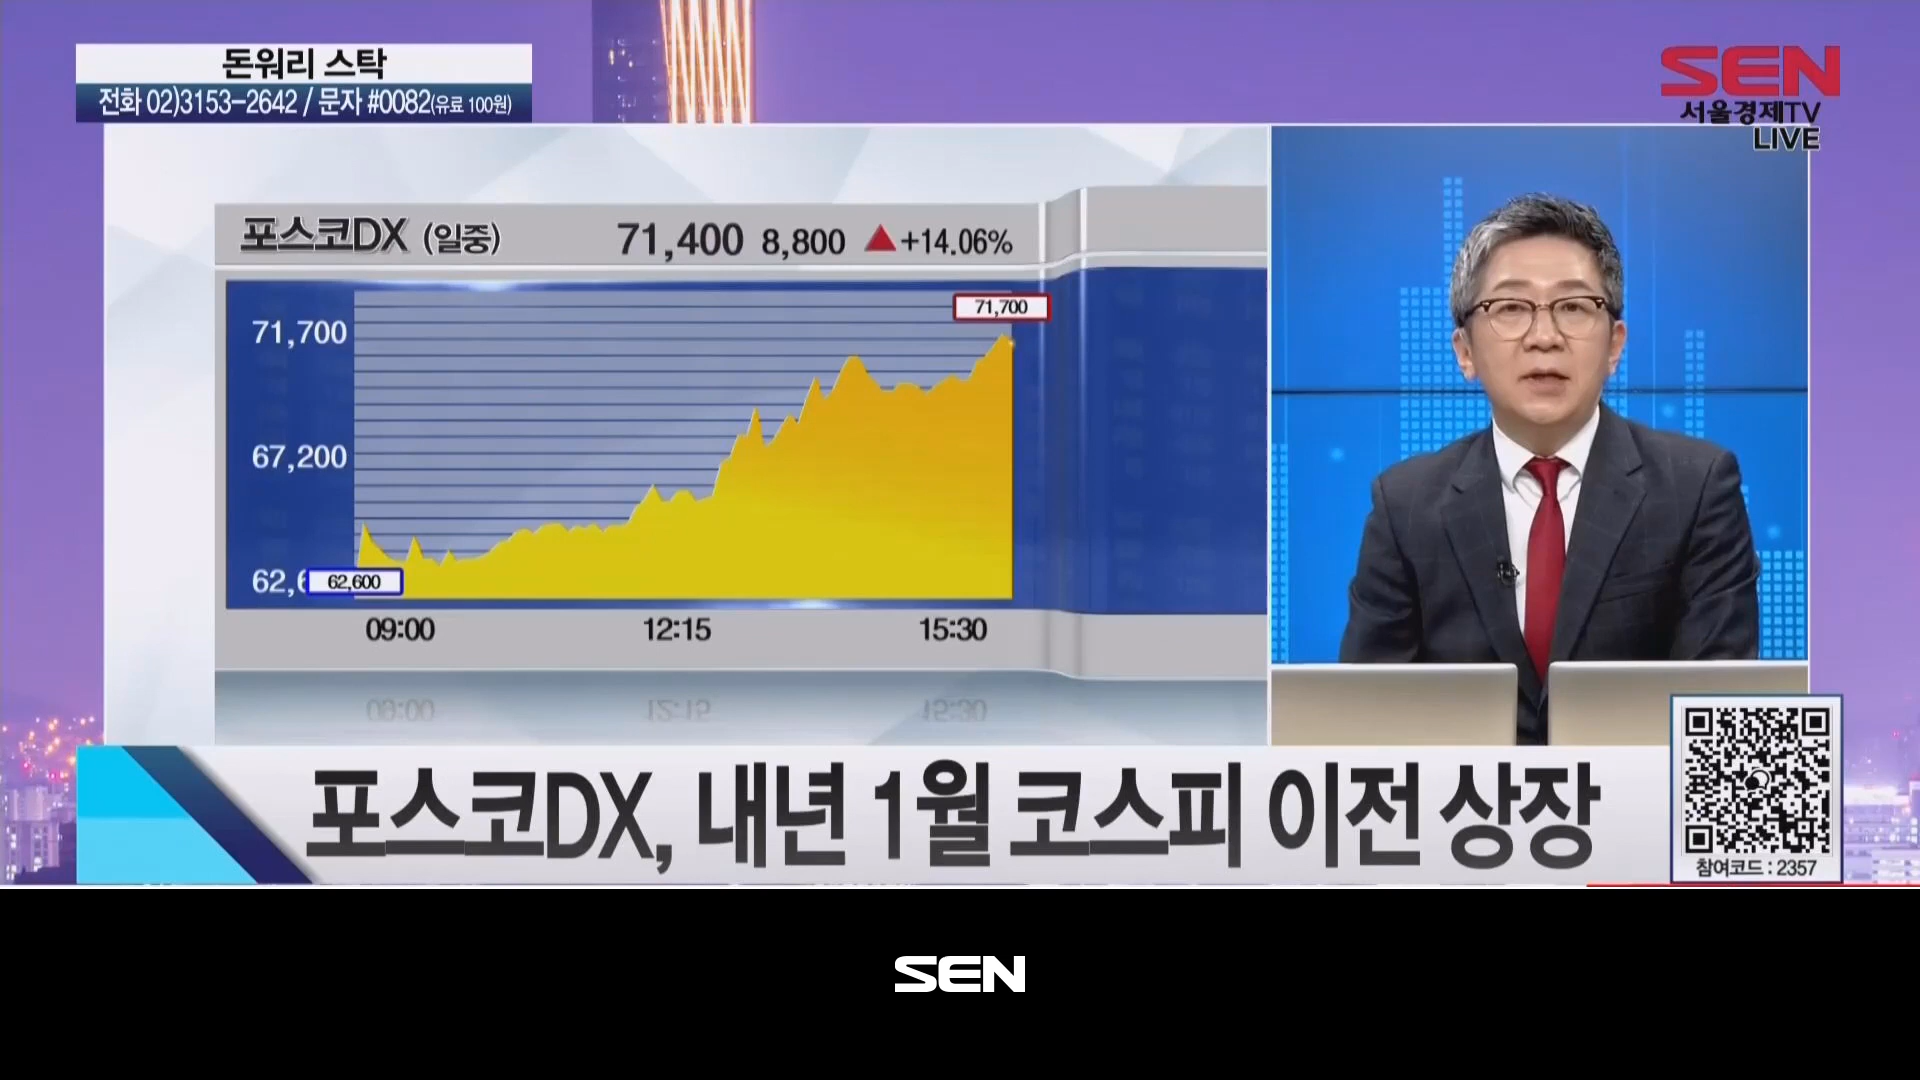 돈워리 스탁
전화 02)3153-2642 / 문자 #0082(유료 100원)
SEN
서울경제TV
LIVE
포스코DX (일중) 71,400 8,800 ▲+14.06%
71,700
71,700
67,200
62,6
62,600
09:00 12:15 15:30
포스코DX, 내년 1월 코스피 이전 상장
참여코드 : 2357
SEN